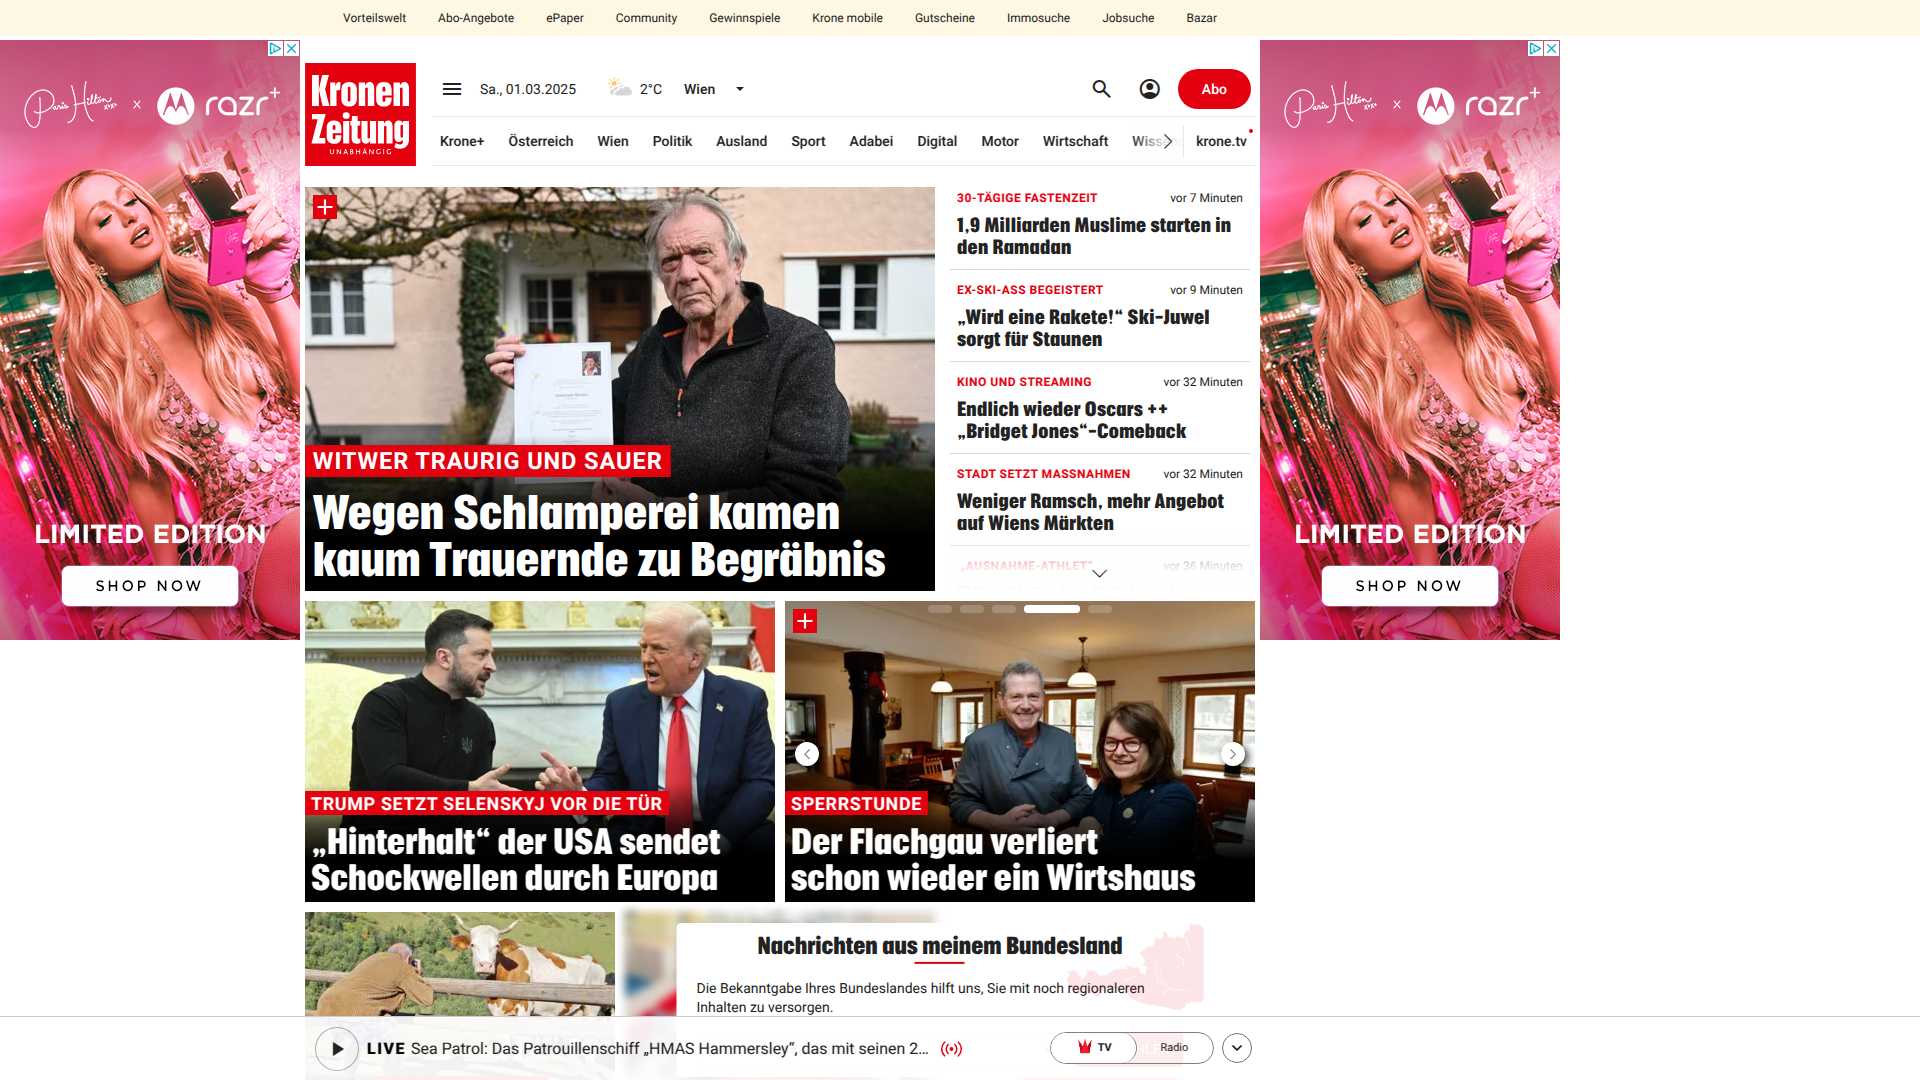 Vorteilswelt Abo-Angebote ePaper Community Gewinnspiele Krone mobile Gutscheine Immosuche Jobsuche Bazar
Paris Hilton x razr+
LIMITED EDITION
SHOP NOW
Kronen
Zeitung
UNABHÄNGIG
Sa., 01.03.2025 2°C Wien
Abo
Krone+ Österreich Wien Politik Ausland Sport Adabei Digital Motor Wirtschaft krone.tv
WITWER TRAURIG UND SAUER
Wegen Schlamperei kamen
kaum Trauernde zu Begräbnis
30-TÄGIGE FASTENZEIT vor 7 Minuten
1,9 Milliarden Muslime starten in
den Ramadan
EX-SKI-ASS BEGEISTERT vor 9 Minuten
„Wird eine Rakete!“ Ski-Juwel
sorgt für Staunen
KINO UND STREAMING vor 32 Minuten
Endlich wieder Oscars ++
„Bridget Jones“-Comeback
STADT SETZT MASSNAHMEN vor 32 Minuten
Weniger Ramsch, mehr Angebot
auf Wiens Märkten
„AUSNAHME-ATHLET“ vor 36 Minuten
TRUMP SETZT SELENSKYJ VOR DIE TÜR
„Hinterhalt“ der USA sendet
Schockwellen durch Europa
SPERRSTUNDE
Der Flachgau verliert
schon wieder ein Wirtshaus
Nachrichten aus meinem Bundesland
Die Bekanntgabe Ihres Bundeslandes hilft uns, Sie mit noch regionaleren
Inhalten zu versorgen.
LIVE Sea Patrol: Das Patrouillenschiff „HMAS Hammersley“, das mit seinen 2...
TV Radio
Paris Hilton x razr+
LIMITED EDITION
SHOP NOW